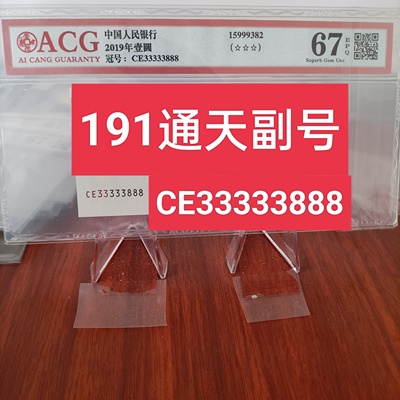 ACG
AI CANG GUARANTY
中国人民银行
2019年壹圆
冠号：CE33333888
15999382
(☆☆☆)
67
EPQ
Superb Gem Unc
191通天副号
CE33333888
CE33333888